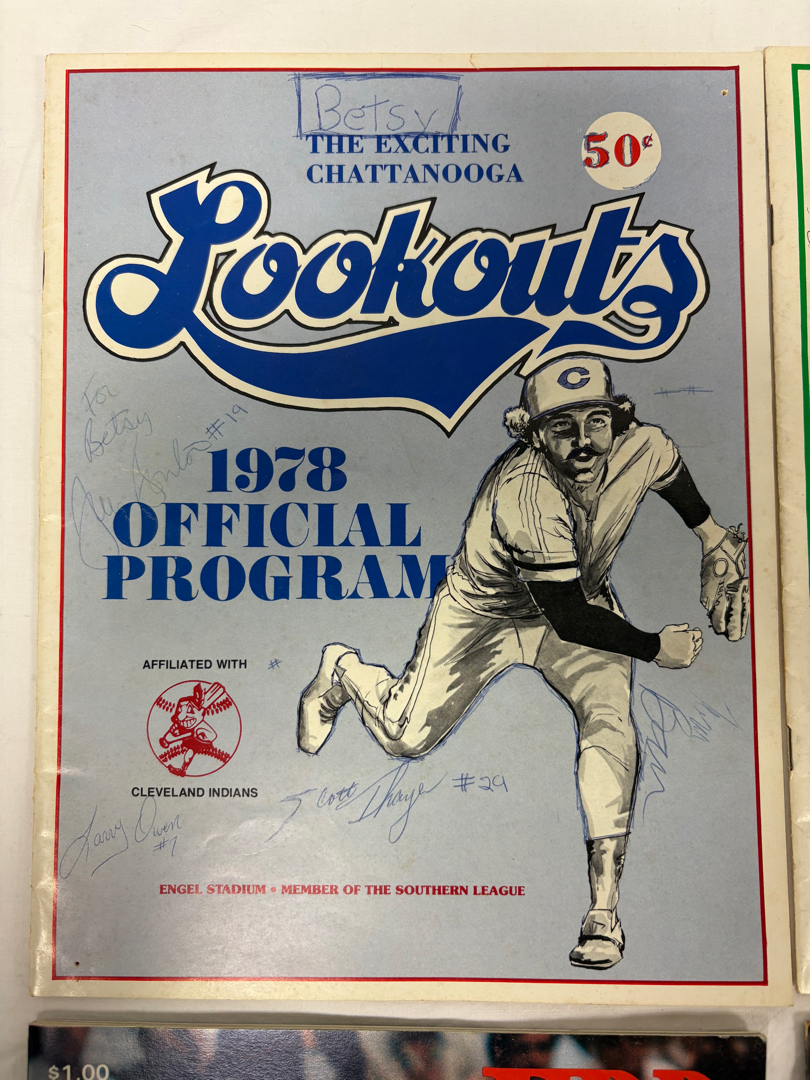 Betsy
THE EXCITING
CHATTANOOGA
50¢
Lookouts
C
For
Betsy
#19
1978
OFFICIAL
PROGRAM
AFFILIATED WITH
#
CLEVELAND INDIANS
Scott Thayer #29
Larry Owen
#7
ENGEL STADIUM • MEMBER OF THE SOUTHERN LEAGUE
$1.00